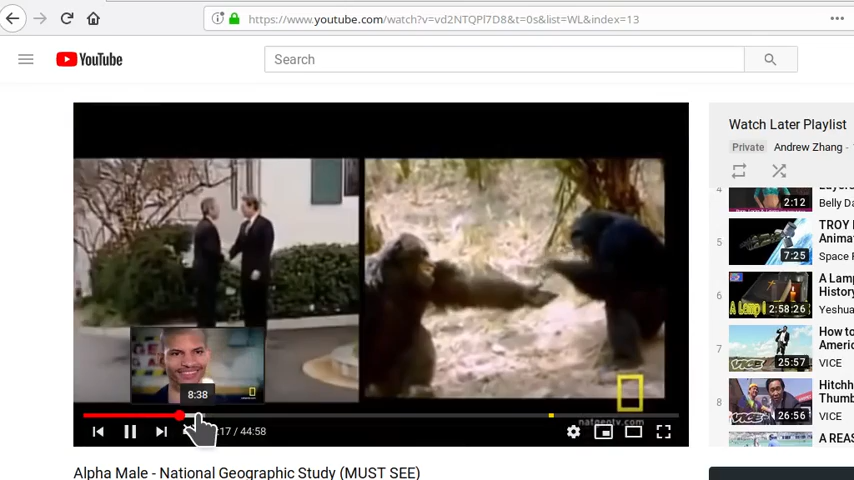 https://www.youtube.com/watch?v=vd2NTQPl7D8&t=0s&list=WL&index=13
YouTube
Search
8:38
:17 / 44:58
natgeotv.com
Alpha Male - National Geographic Study (MUST SEE)
Watch Later Playlist
Private Andrew Zhang -
4
2:12
Belly Da
5
7:25
TROY
Anima
Space F
6
2:58:26
A Lamp
History
Yeshua
7
VICE
25:57
How to
Americ
VICE
8
26:56
Hitchh
Thumb
VICE
A REAS